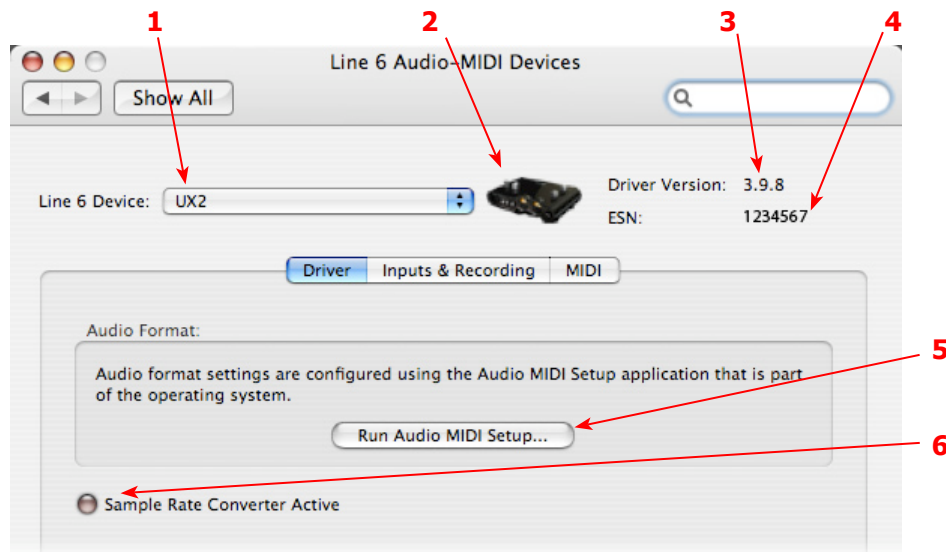 1 2 3 4
Line 6 Audio-MIDI Devices
Show All
Line 6 Device: UX2
Driver Version: 3.9.8
ESN: 1234567
Driver Inputs & Recording MIDI
Audio Format:
5
Audio format settings are configured using the Audio MIDI Setup application that is part
of the operating system.
Run Audio MIDI Setup...
6
Sample Rate Converter Active